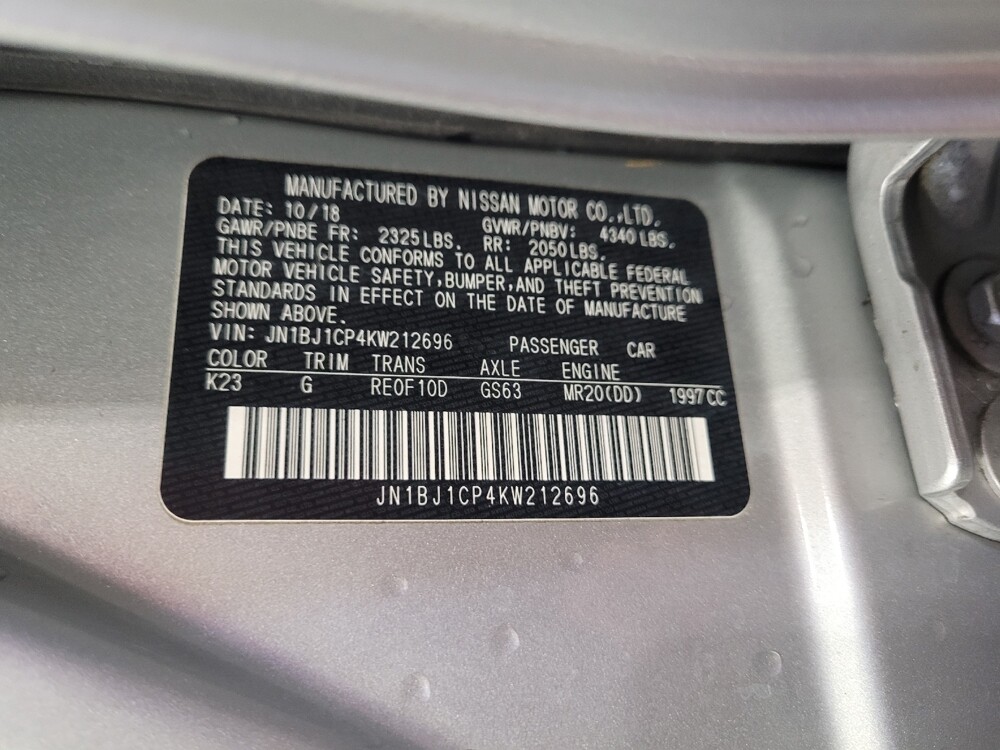 MANUFACTURED BY NISSAN MOTOR CO.,LTD.
DATE: 10/18 GVWR/PNBV: 4340 LBS.
GAWR/PNBE FR: 2325 LBS. RR: 2050 LBS.
THIS VEHICLE CONFORMS TO ALL APPLICABLE FEDERAL
MOTOR VEHICLE SAFETY,BUMPER,AND THEFT PREVENTION
STANDARDS IN EFFECT ON THE DATE OF MANUFACTURE
SHOWN ABOVE.
VIN: JN1BJ1CP4KW212696 PASSENGER CAR
COLOR TRIM TRANS AXLE ENGINE
K23 G RE0F10D GS63 MR20(DD) 1997CC
JN1BJ1CP4KW212696